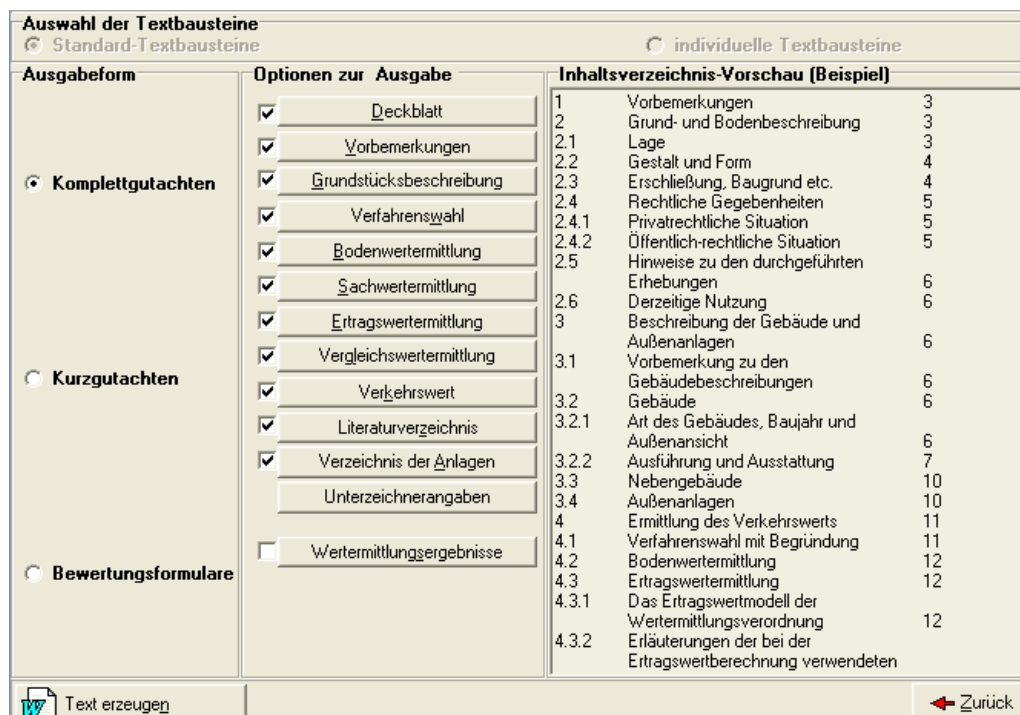 Auswahl der Textbausteine
Standard-Textbausteine
individuelle Textbausteine
Ausgabeform
Komplettgutachten
Kurzgutachten
Bewertungsformulare
Optionen zur Ausgabe
Deckblatt
Vorbemerkungen
Grundstücksbeschreibung
Verfahrenswahl
Bodenwertermittlung
Sachwertermittlung
Ertragswertermittlung
Vergleichswertermittlung
Verkehrswert
Literaturverzeichnis
Verzeichnis der Anlagen
Unterzeichnerangaben
Wertermittlungsergebnisse
Inhaltsverzeichnis-Vorschau (Beispiel)
1 Vorbemerkungen 3
2 Grund- und Bodenbeschreibung 3
2.1 Lage 3
2.2 Gestalt und Form 4
2.3 Erschließung, Baugrund etc. 4
2.4 Rechtliche Gegebenheiten 5
2.4.1 Privatrechtliche Situation 5
2.4.2 Öffentlich-rechtliche Situation 5
2.5 Hinweise zu den durchgeführten
Erhebungen 6
2.6 Derzeitige Nutzung 6
3 Beschreibung der Gebäude und
Außenanlagen 6
3.1 Vorbemerkung zu den
Gebäudebeschreibungen 6
3.2 Gebäude 6
3.2.1 Art des Gebäudes, Baujahr und
Außenansicht 6
3.2.2 Ausführung und Ausstattung 7
3.3 Nebengebäude 10
3.4 Außenanlagen 10
4 Ermittlung des Verkehrswerts 11
4.1 Verfahrenswahl mit Begründung 11
4.2 Bodenwertermittlung 12
4.3 Ertragswertermittlung 12
4.3.1 Das Ertragswertmodell der
Wertermittlungsverordnung 12
4.3.2 Erläuterungen der bei der
Ertragswertberechnung verwendeten
W Text erzeugen
Zurück